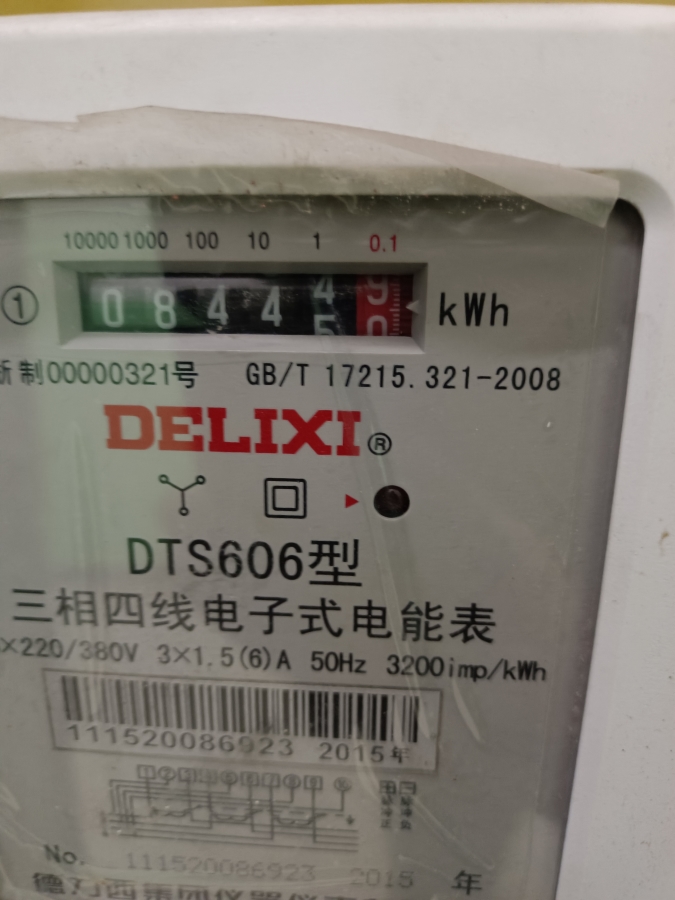 10000 1000 100 10 1 0.1
① 0 8 4 4 kWh
制00000321号 GB/T 17215.321-2008
DELIXI®
DTS606型
三相四线电子式电能表
×220/380V 3×1.5(6)A 50Hz 3200imp/kWh
111520086923 2015年
No. 111520086923 2015 年